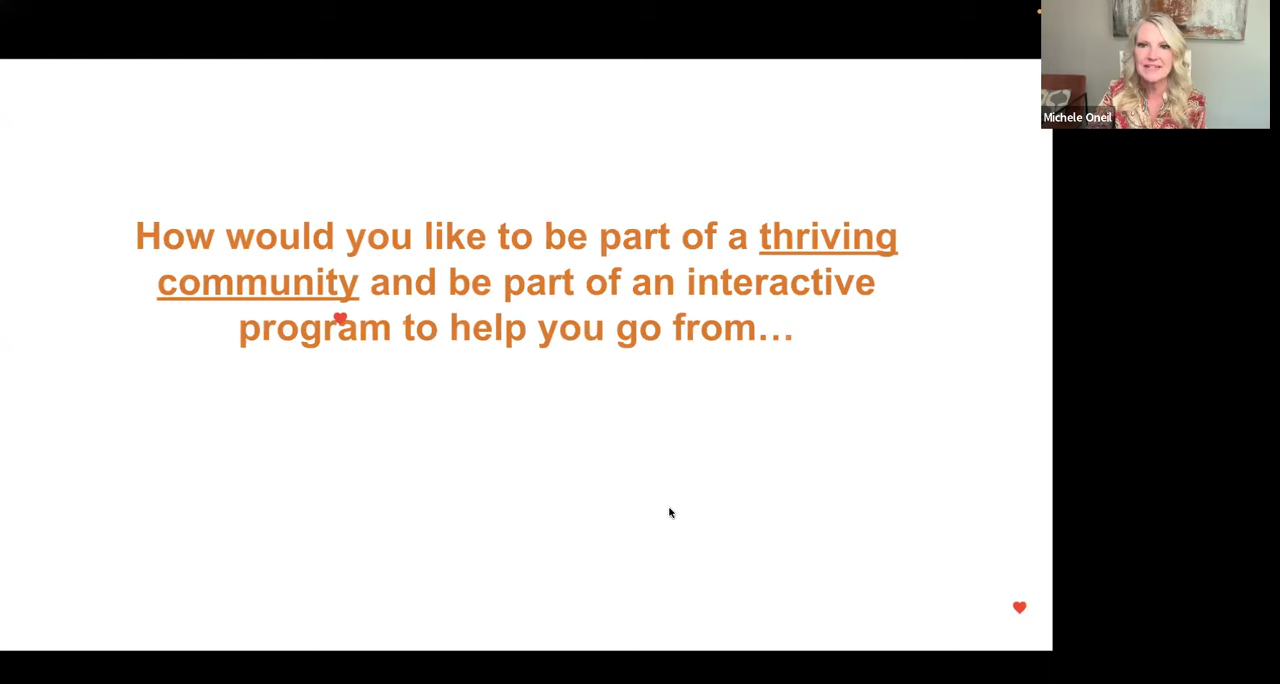 Michele Oneil
How would you like to be part of a thriving
community and be part of an interactive
program to help you go from…